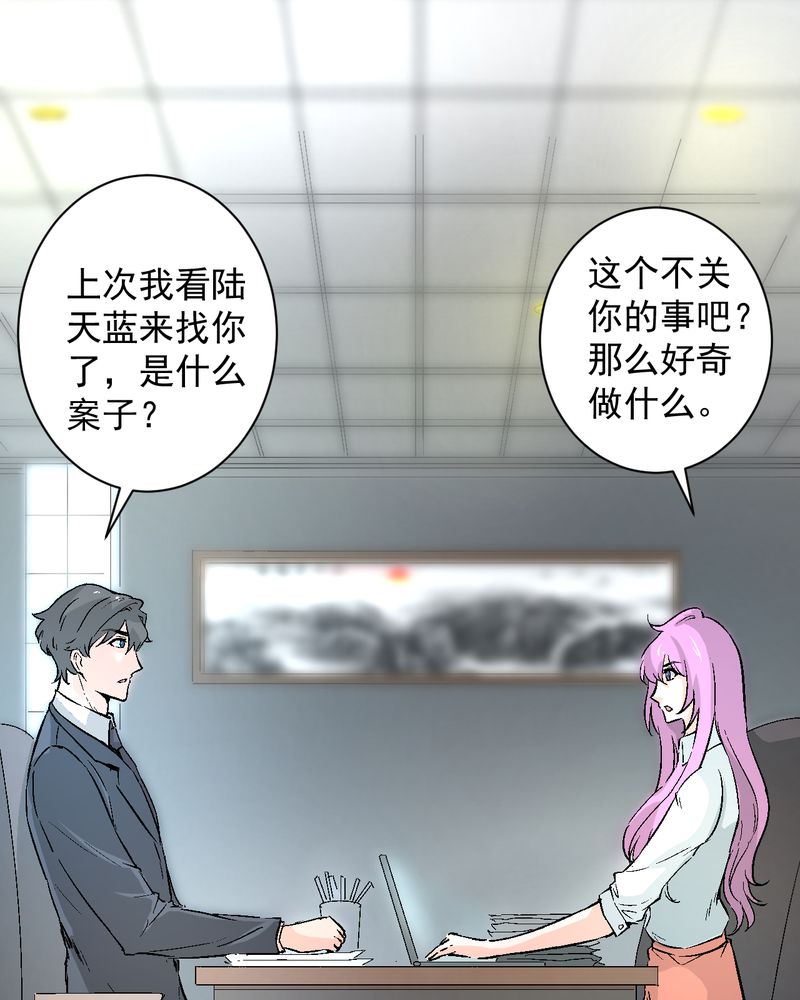 上次我看陆
天蓝来找你
了，是什么
案子？
这个不关
你的事吧？
那么好奇
做什么。